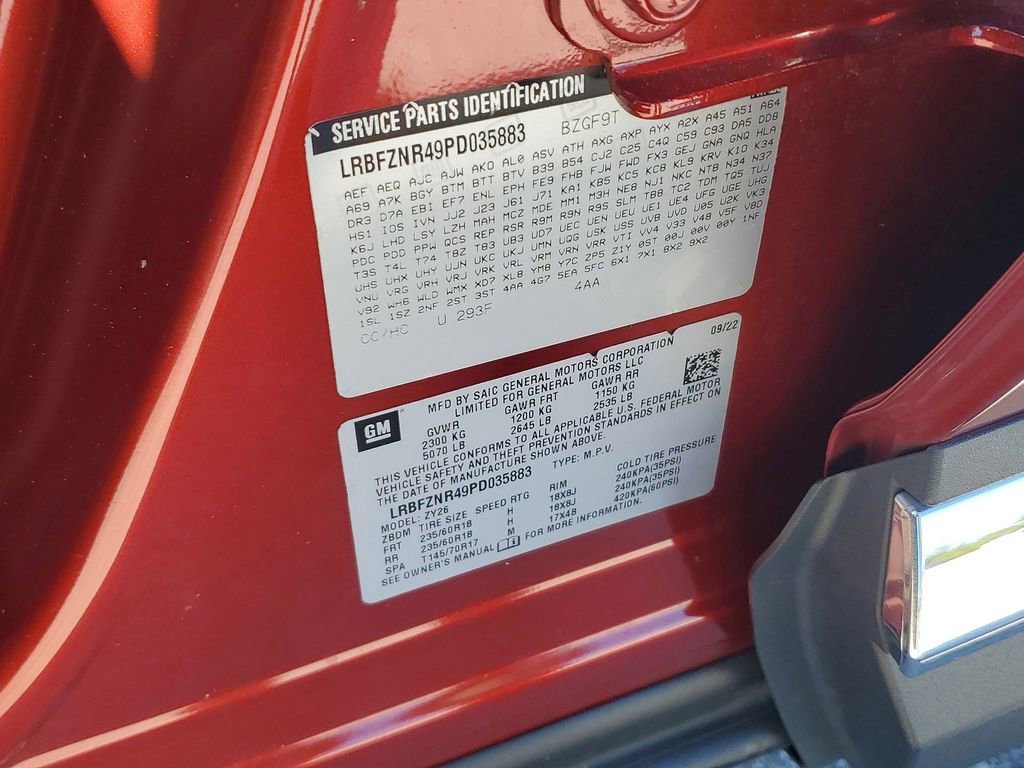 SERVICE PARTS IDENTIFICATION
LRBFZNR49PD035883 BZGF9T
AEF AEQ AJC AJW AKO AL0 ASV ATH AXG AXP AYX A2X A45 A51 A64
A69 A7K BGY BTM BTT BTV B39 B54 CJ2 C25 C4Q C59 C93 DA5 DD8
DR3 D7A EBI EF7 ENL EPH FE9 FHB FJW FWD FX3 GEJ GNA GNQ HLA
HS1 IOS IVN JJ2 J23 J61 J71 KA1 KB5 KC5 KC8 KL9 KRV K10 K34
K6J LHD LSY LZH MAH MCZ MDE MM1 M3H NE8 NJ1 NKC NTB N34 N37
PDC PDD PPW QCS REP RSR R9M R9N R9S SLM TB8 TC2 TDM TQ5 TUJ
T3S T4L T74 TBZ TB3 UB3 UD7 UEC UEN UEU UE1 UE4 UFG UGE UHG
UHS UHX UHY UJN UKC UKJ UMN UQG USK USS UVB UVD U05 U2K VK3
VNU VRG VRH VRJ VRK VRL VRM VRN VRR VTI VV4 V33 V48 V5F V8D
V92 WH6 WLD WMX XD7 XL8 YM8 Y7C ZP5 Z1Y 0ST 00J 00V 00Y 1NF
1SL 1SZ 2NF 2ST 3ST 4AA 4G7 5EA 5FC 6X1 7X1 8X2 9X2
CC/HC U 293F 4AA
09/22
GM
MFD BY SAIC GENERAL MOTORS CORPORATION
LIMITED FOR GENERAL MOTORS LLC
GVWR GAWR FRT GAWR RR
2300 KG 1200 KG 1150 KG
5070 LB 2645 LB 2535 LB
THIS VEHICLE CONFORMS TO ALL APPLICABLE U.S. FEDERAL MOTOR
VEHICLE SAFETY AND THEFT PREVENTION STANDARDS IN EFFECT ON
THE DATE OF MANUFACTURE SHOWN ABOVE.
LRBFZNR49PD035883 TYPE: M.P.V.
MODEL: ZY26
ZBDM TIRE SIZE SPEED RTG RIM COLD TIRE PRESSURE
FRT 235/60R18 H 18X8J 240KPA(35PSI)
RR 235/60R18 H 18X8J 240KPA(35PSI)
SPA T145/70R17 M 17X4B 420KPA(60PSI)
SEE OWNER'S MANUAL FOR MORE INFORMATION.